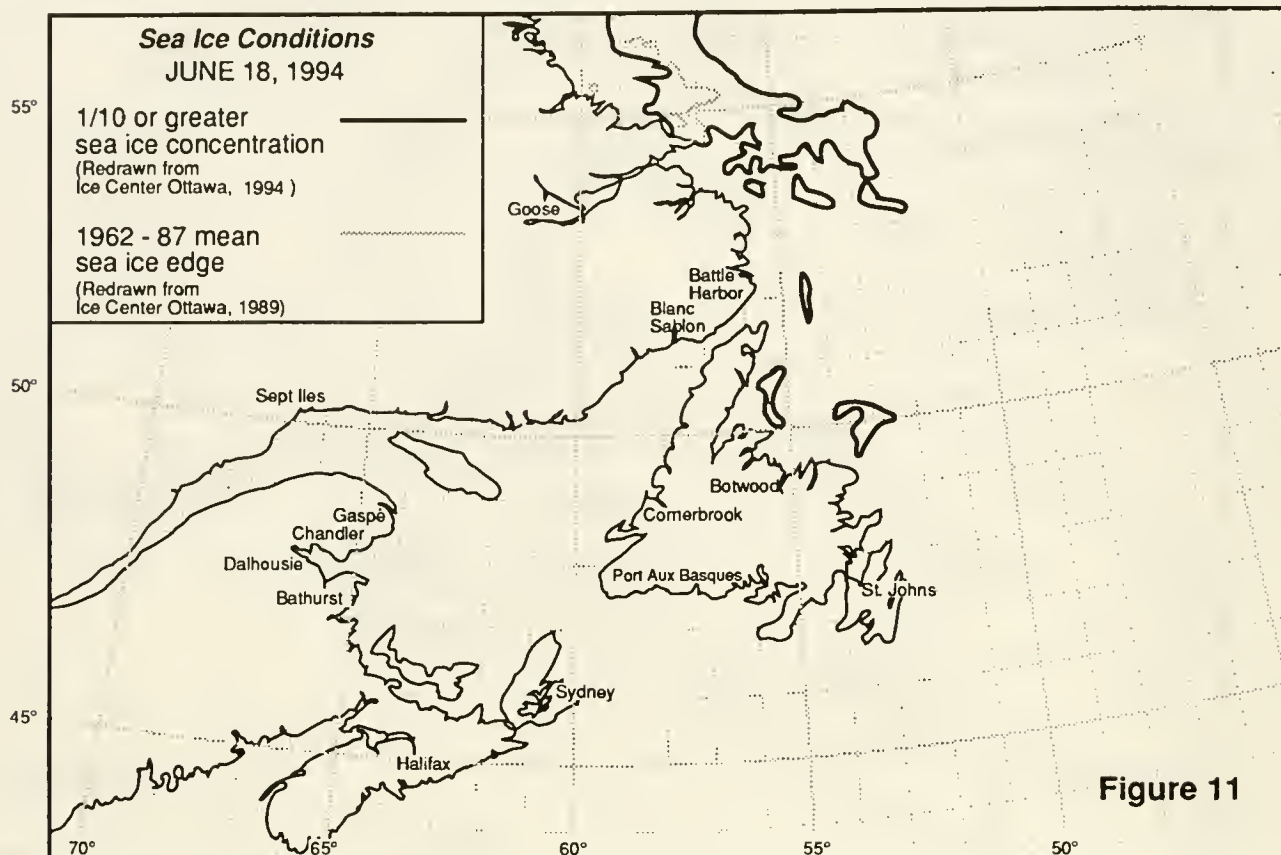 Sea Ice Conditions
JUNE 18, 1994
1/10 or greater
sea ice concentration
(Redrawn from
Ice Center Ottawa, 1994 )
1962 - 87 mean
sea ice edge
(Redrawn from
Ice Center Ottawa, 1989)
55°
Goose
Battle
Harbor
Blanc
Sablon
50°
Sept Iles
Botwood
Gaspé
Cornerbrook
Chandler
Dalhousie
Port Aux Basques
St. Johns
Bathurst
Sydney
45°
Halifax
Figure 11
70°
65°
60°
55°
50°